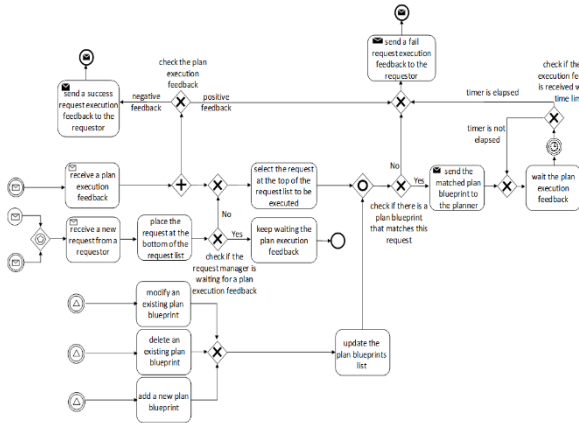 send a fail
request execution
feedback to the
requestor
check if the
execution fe
is received w
time lin
check the plan
execution
feedback
send a success
request execution
feedback to the
requestor
negative
feedback
positive
feedback
timer is elapsed
timer is not
elapsed
No
receive a plan
execution
feedback
select the request
at the top of the
request list to be
executed
Yes
send the
matched plan
blueprint to the
planner
wait the plan
execution
feedback
check if there is
a plan blueprint
that matches this
request
No
receive a new
request from a
requestor
place the
request at the
bottom of the
request list
Yes
keep waiting the
plan execution
feedback
check if the
request manager is
waiting for a plan
execution feedback
modify an
existing plan
blueprint
delete an
existing plan
blueprint
update the
plan blueprints
list
add a new plan
blueprint